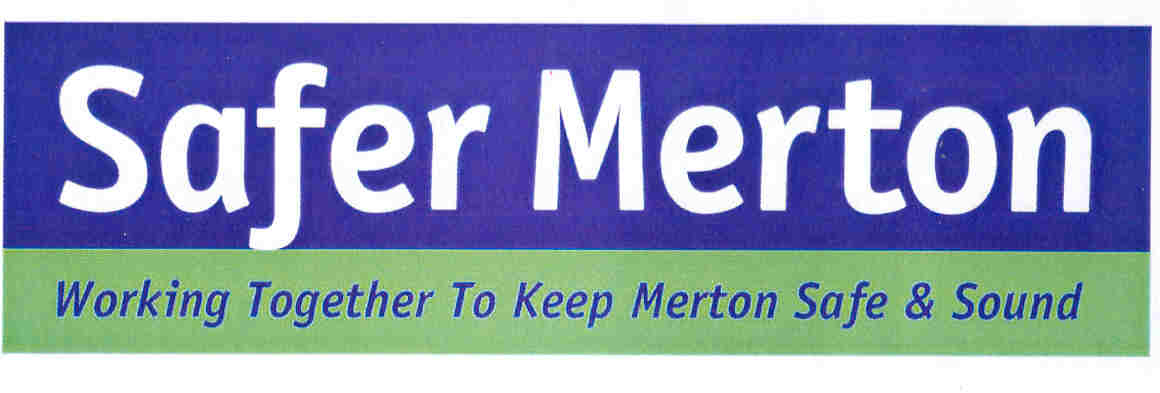 Safer Merton
Working Together To Keep Merton Safe & Sound